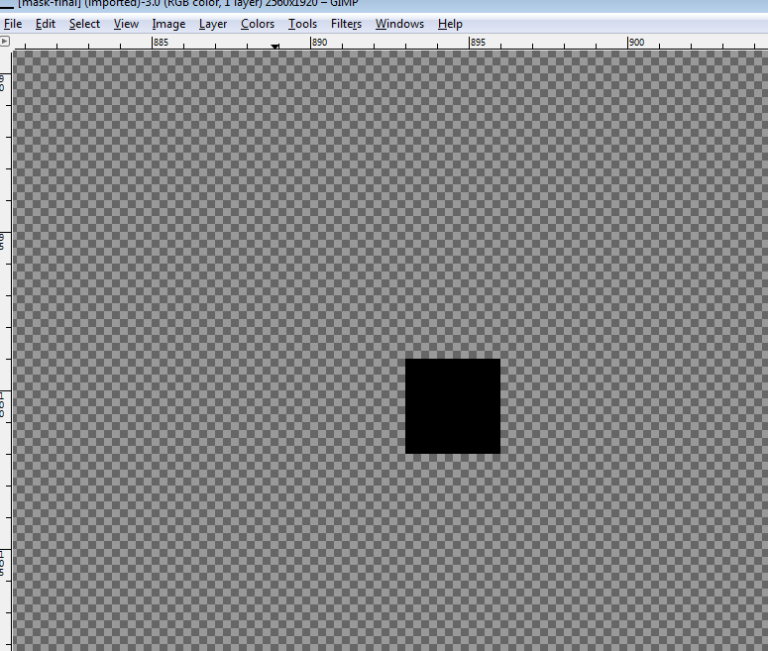 [mask-final] (imported)-3.0 (RGB color, 1 layer) 2560x1920 – GIMP
File Edit Select View Image Layer Colors Tools Filters Windows Help
885 890 895 900